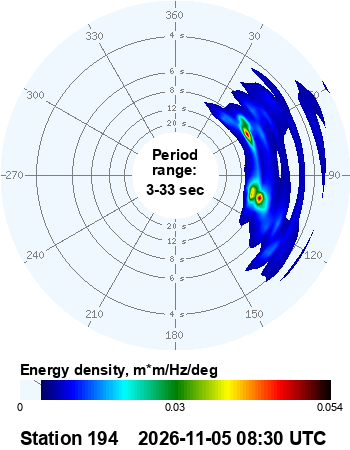 360
330
30
4 s
6 s
8 s
12 s
20 s
300
60
Period
range:
3-33 sec
-270
90
20 s
12 s
8 s
6 s
4 s
240
120
210
150
180
Energy density, m*m/Hz/deg
0
0.03
0.054
Station 194 2026-11-05 08:30 UTC